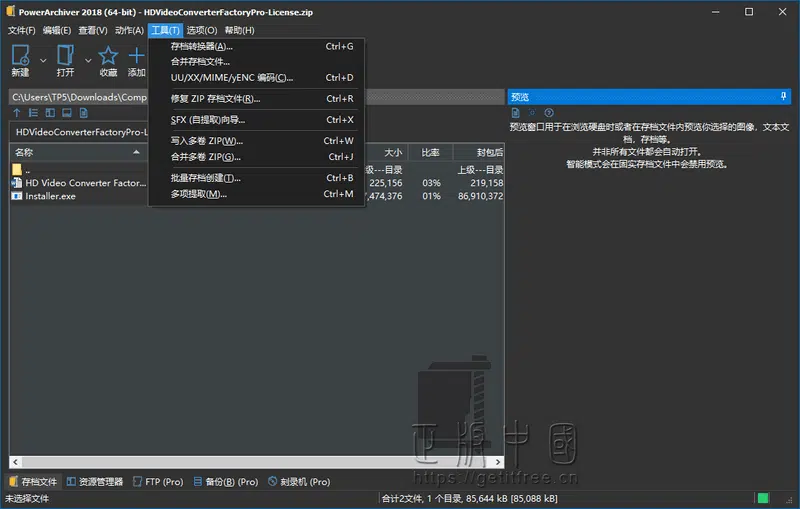 PowerArchiver 2018 (64-bit) - HDVideoConverterFactoryPro-License.zip
文件(F) 编辑(E) 查看(V) 动作(A) 工具(T) 选项(O) 帮助(H)
新建 打开 收藏 添加
存档转换器(A)... Ctrl+G
合并存档文件...
UU/XX/MIME/yENC 编码(C)... Ctrl+D
修复 ZIP 存档文件(R)... Ctrl+R
SFX (自提取)向导... Ctrl+X
写入多卷 ZIP(W)... Ctrl+W
合并多卷 ZIP(G)... Ctrl+J
批量存档创建(T)... Ctrl+B
多项提取(M)... Ctrl+M
C:\Users\TP5\Downloads\Comp
HDVideoConverterFactoryPro-L
名称 大小 比率 封包后
.. 级---目录 上级---目录
HD Video Converter Factor... 225,156 03% 219,158
Installer.exe 7,474,376 01% 86,910,372
预览
预览窗口用于在浏览硬盘时或者在存档文件内预览你选择的图像，文本文
档，存档等。
并非所有文件都会自动打开。
智能模式会在固实存档文件中会禁用预览。
正版中國
https://getitfree.cn
存档文件 资源管理器 FTP (Pro) 备份(B) (Pro) 刻录机 (Pro)
未选择文件 合计2文件, 1 个目录, 85,644 kB [85,088 kB]